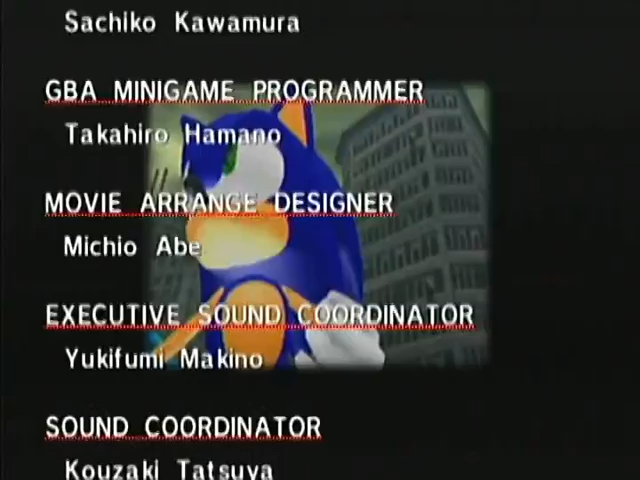 Sachiko Kawamura
GBA MINIGAME PROGRAMMER
Takahiro Hamano
MOVIE ARRANGE DESIGNER
Michio Abe
EXECUTIVE SOUND COORDINATOR
Yukifumi Makino
SOUND COORDINATOR
Kouzaki Tatsuya